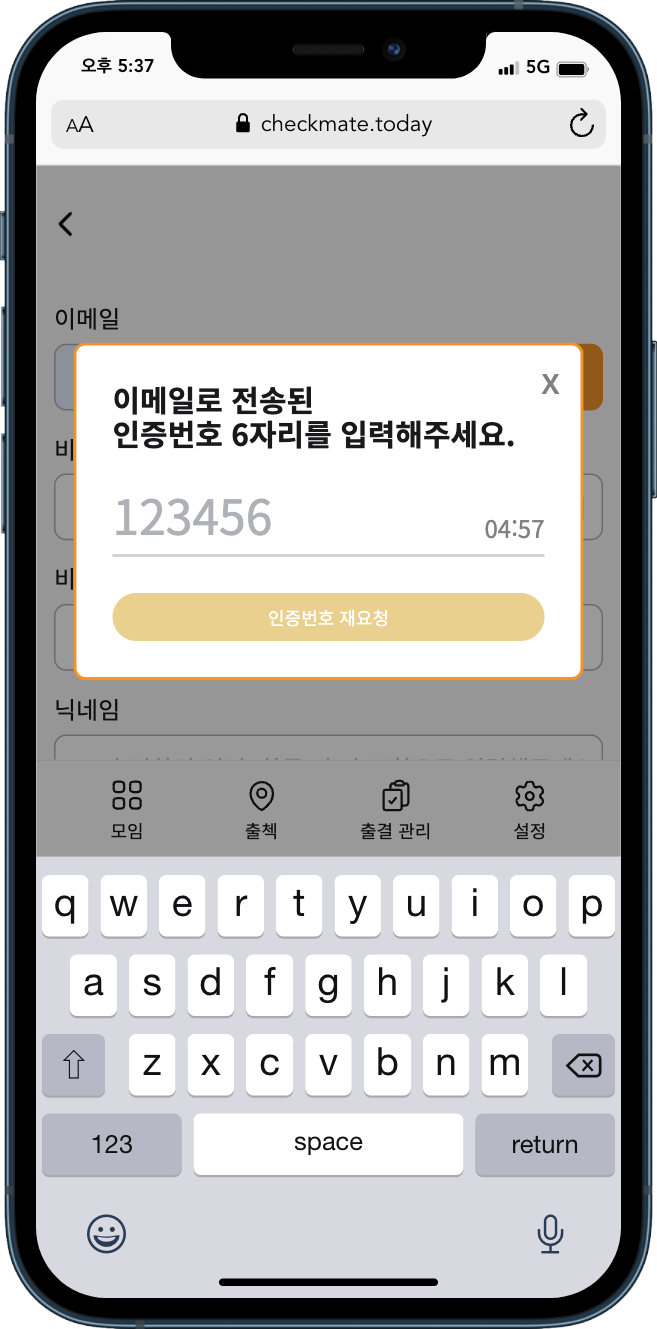 오후 5:37
5G
AA
checkmate.today
이메일
이메일로 전송된
인증번호 6자리를 입력해주세요.
X
123456
04:57
인증번호 재요청
비
비
닉네임
모임
출첵
출결 관리
설정
q w e r t y u i o p
a s d f g h j k l
z x c v b n m
123
space
return